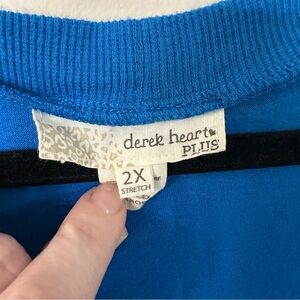 derek heart
PLUS
2X
STRETCH